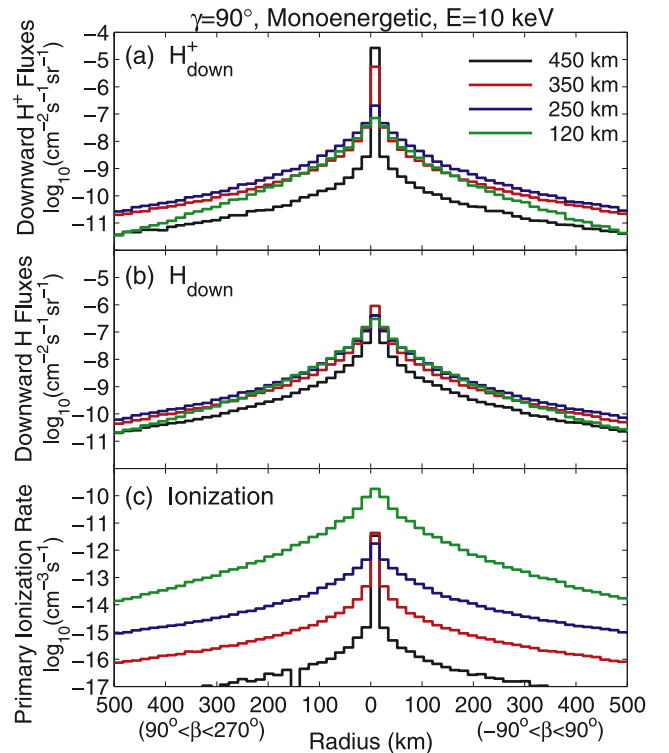 γ=90°, Monoenergetic, E=10 keV
Downward H⁺ Fluxes
log₁₀(cm⁻²s⁻¹sr⁻¹)
(a) H⁺down
450 km
350 km
250 km
120 km
−4
−5
−6
−7
−8
−9
−10
−11
Downward H Fluxes
log₁₀(cm⁻²s⁻¹sr⁻¹)
(b) Hdown
−5
−6
−7
−8
−9
−10
−11
Primary Ionization Rate
log₁₀(cm⁻³s⁻¹)
(c) Ionization
−10
−11
−12
−13
−14
−15
−16
−17
500 400 300 200 100 0 100 200 300 400 500
(90°<β<270°) Radius (km) (−90°<β<90°)